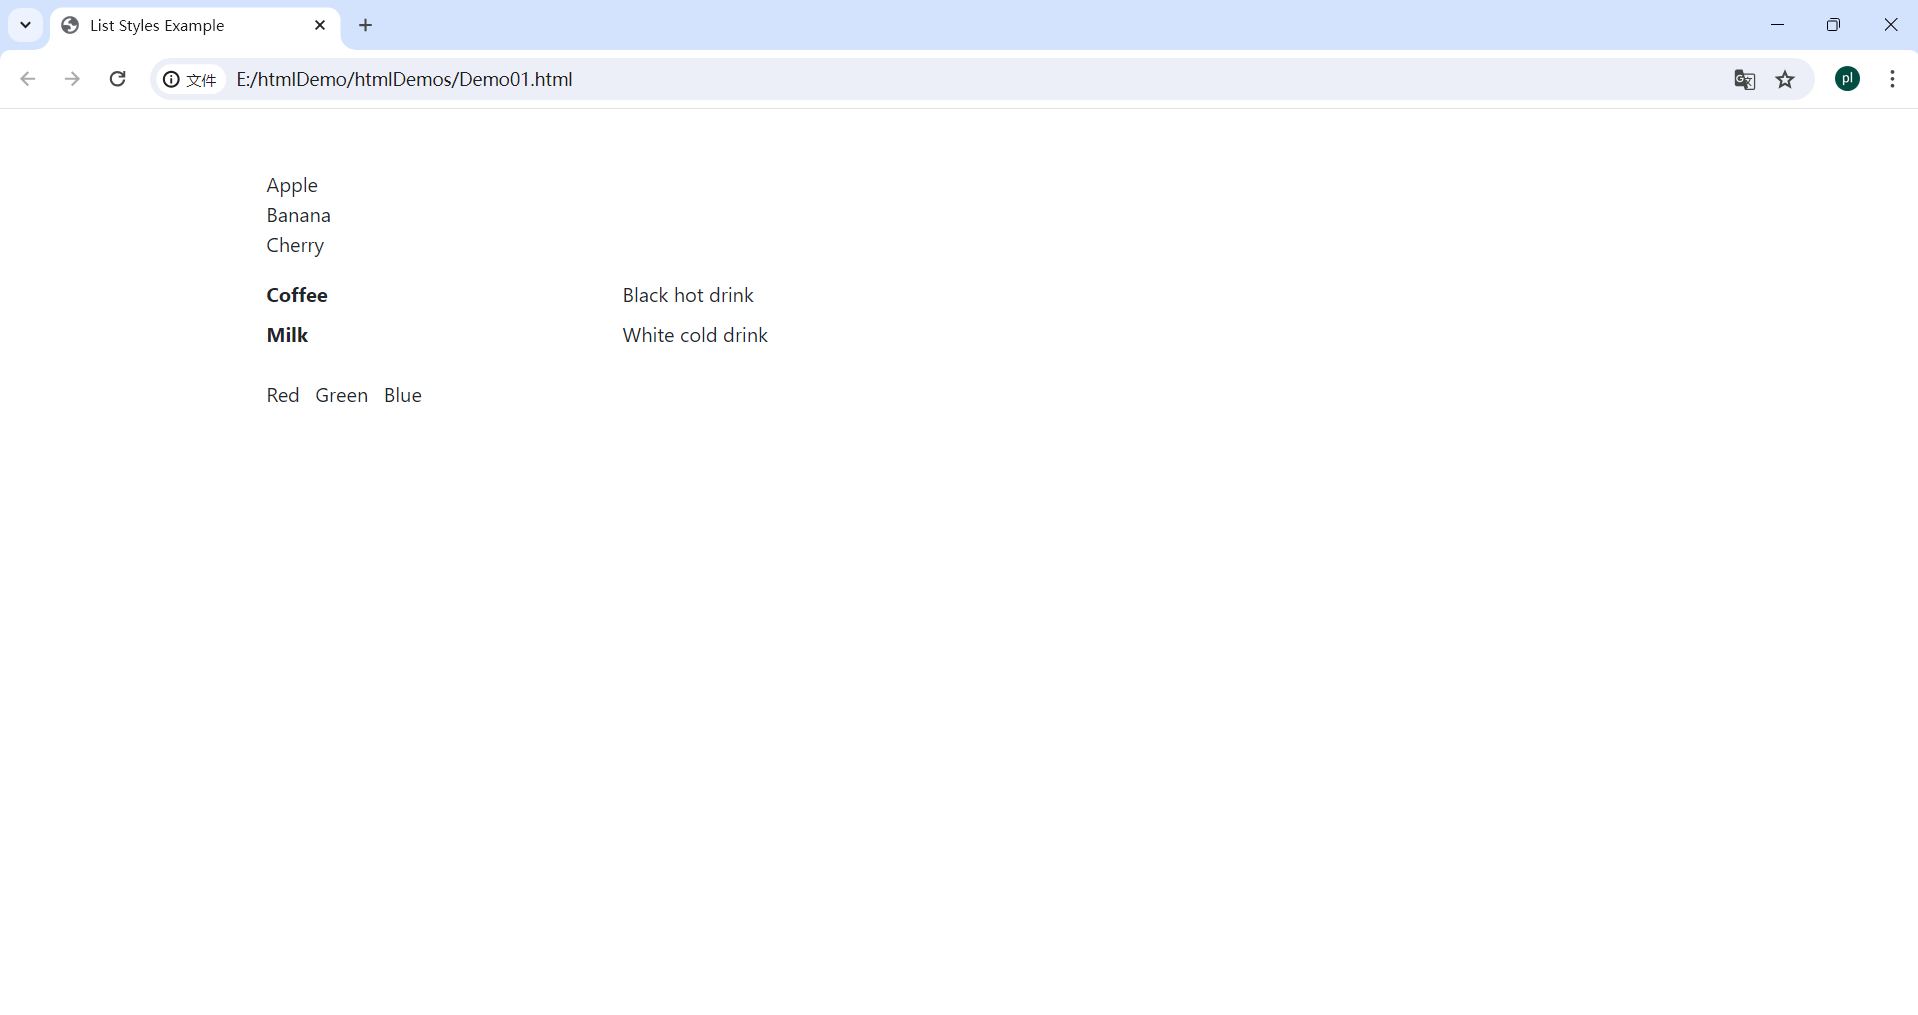 List Styles Example
文件 E:/htmlDemo/htmlDemos/Demo01.html
pl
Apple
Banana
Cherry
Coffee Black hot drink
Milk White cold drink
Red Green Blue